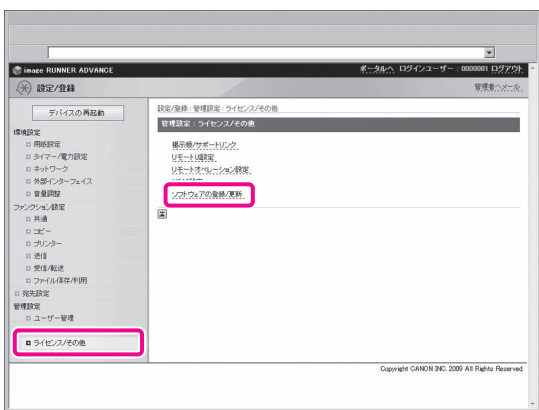 image RUNNER ADVANCE
ポータルへ ログインユーザー : 0000001 ログアウト
設定/登録
管理者へメール
デバイスの再起動
設定/登録 : 管理設定 : ライセンス/その他
管理設定 : ライセンス/その他
環境設定
用紙設定
タイマー/電力設定
ネットワーク
外部インターフェイス
音量調整
ファンクション設定
共通
コピー
プリンター
送信
受信/転送
ファイル保存/利用
宛先設定
管理設定
ユーザー管理
ライセンス/その他
掲示板/サポートリンク
リモートUI設定
リモートオペレーション設定
ソフトウェアの登録/更新
Copyright CANON INC. 2009 All Rights Reserved